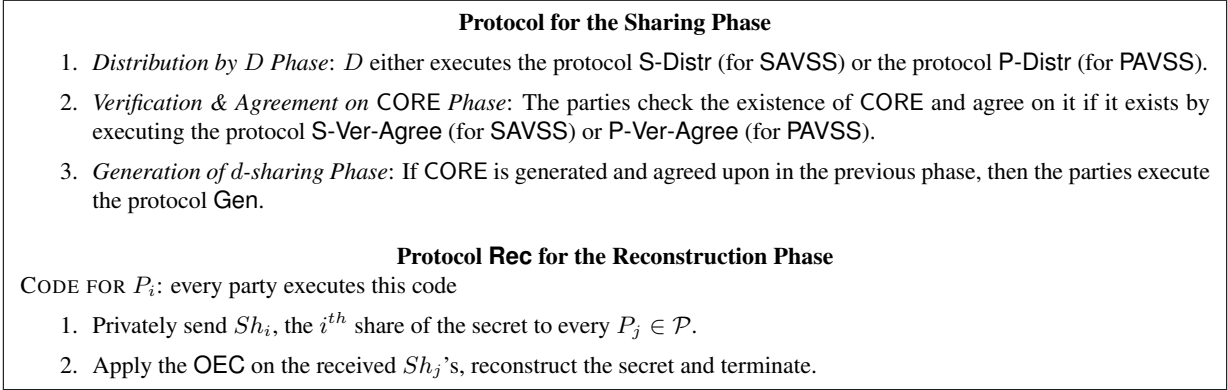 Protocol for the Sharing Phase
1. Distribution by D Phase: D either executes the protocol S-Distr (for SAVSS) or the protocol P-Distr (for PAVSS).
2. Verification & Agreement on CORE Phase: The parties check the existence of CORE and agree on it if it exists by
executing the protocol S-Ver-Agree (for SAVSS) or P-Ver-Agree (for PAVSS).
3. Generation of d-sharing Phase: If CORE is generated and agreed upon in the previous phase, then the parties execute
the protocol Gen.
Protocol Rec for the Reconstruction Phase
CODE FOR P_i: every party executes this code
1. Privately send Sh_i, the i^{th} share of the secret to every P_j ∈ 𝒫.
2. Apply the OEC on the received Sh_j's, reconstruct the secret and terminate.